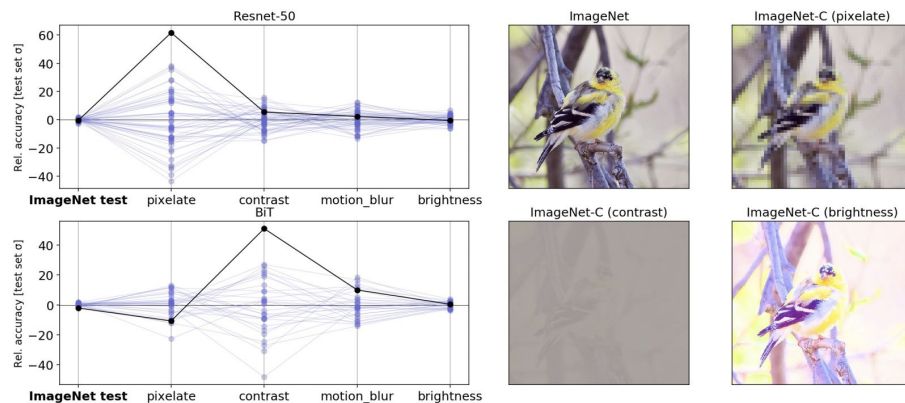 Resnet-50
Rel. accuracy [test set σ]
60
40
20
0
−20
−40
ImageNet test pixelate contrast motion_blur brightness
BiT
Rel. accuracy [test set σ]
40
20
0
−20
−40
ImageNet test pixelate contrast motion_blur brightness
ImageNet
ImageNet-C (pixelate)
ImageNet-C (contrast)
ImageNet-C (brightness)